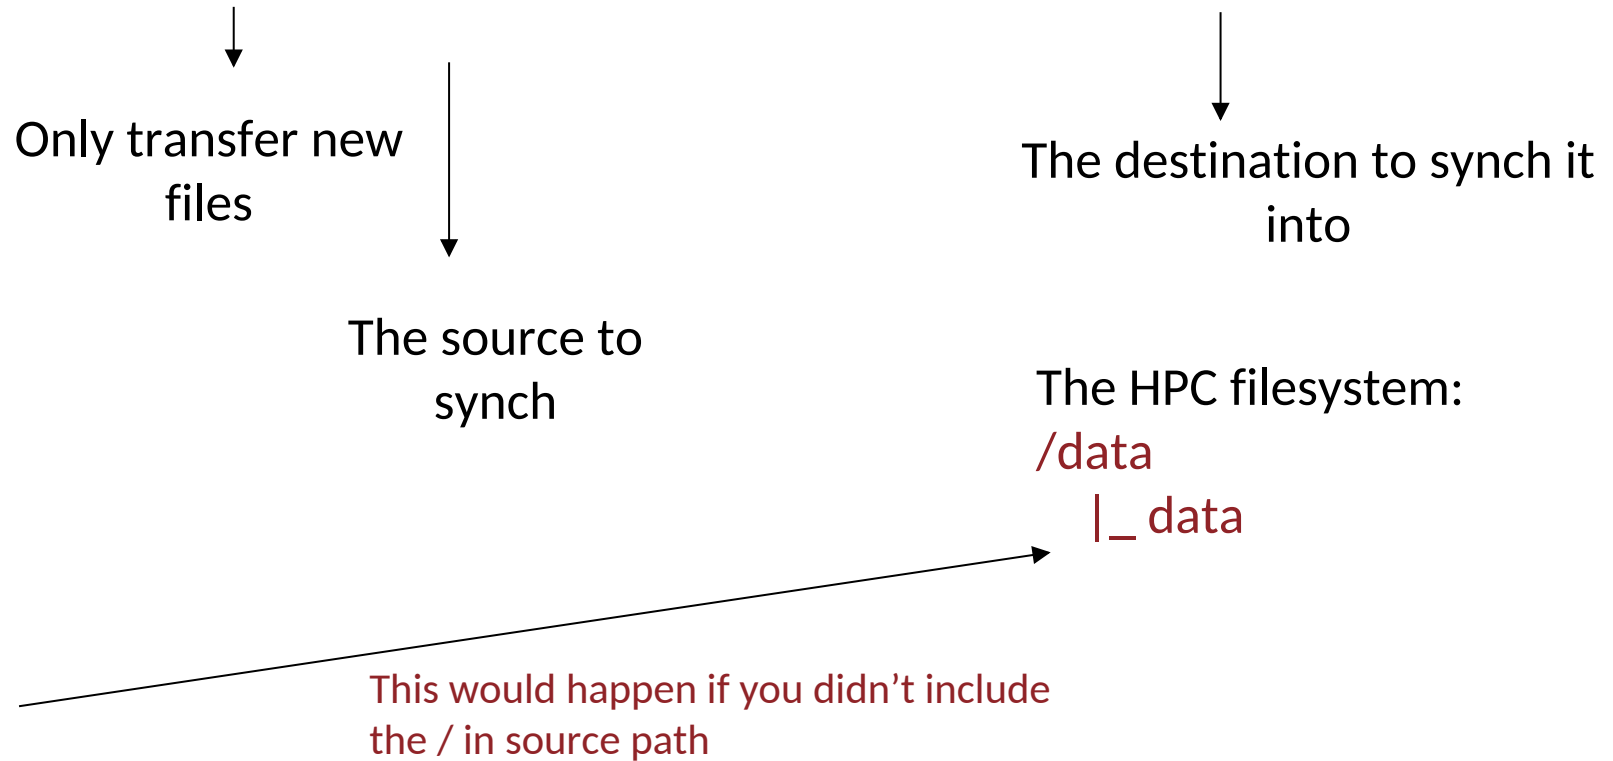 Only transfer new
files
The destination to synch it
into
The source to
synch
The HPC filesystem:
/data
|_ data
This would happen if you didn’t include
the / in source path